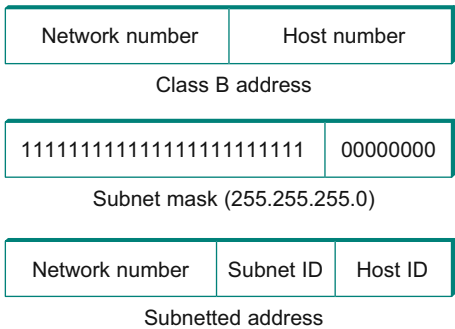 Network number Host number
Class B address
111111111111111111111111 00000000
Subnet mask (255.255.255.0)
Network number Subnet ID Host ID
Subnetted address